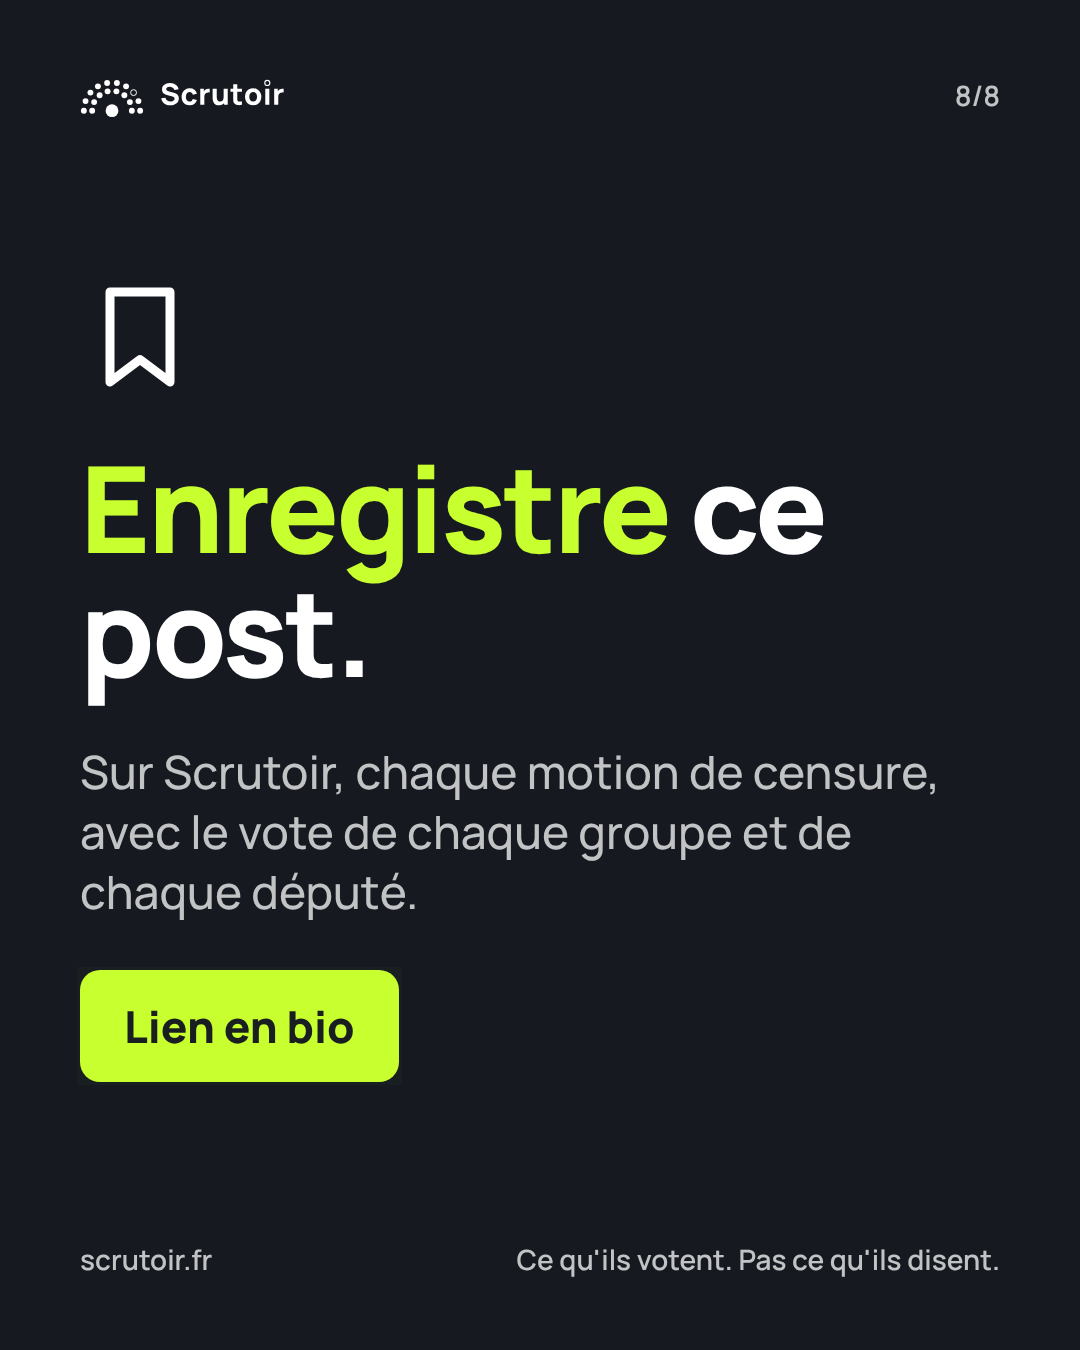 Scrutoir
8/8
Enregistre ce
post.
Sur Scrutoir, chaque motion de censure,
avec le vote de chaque groupe et de
chaque député.
Lien en bio
scrutoir.fr
Ce qu'ils votent. Pas ce qu'ils disent.